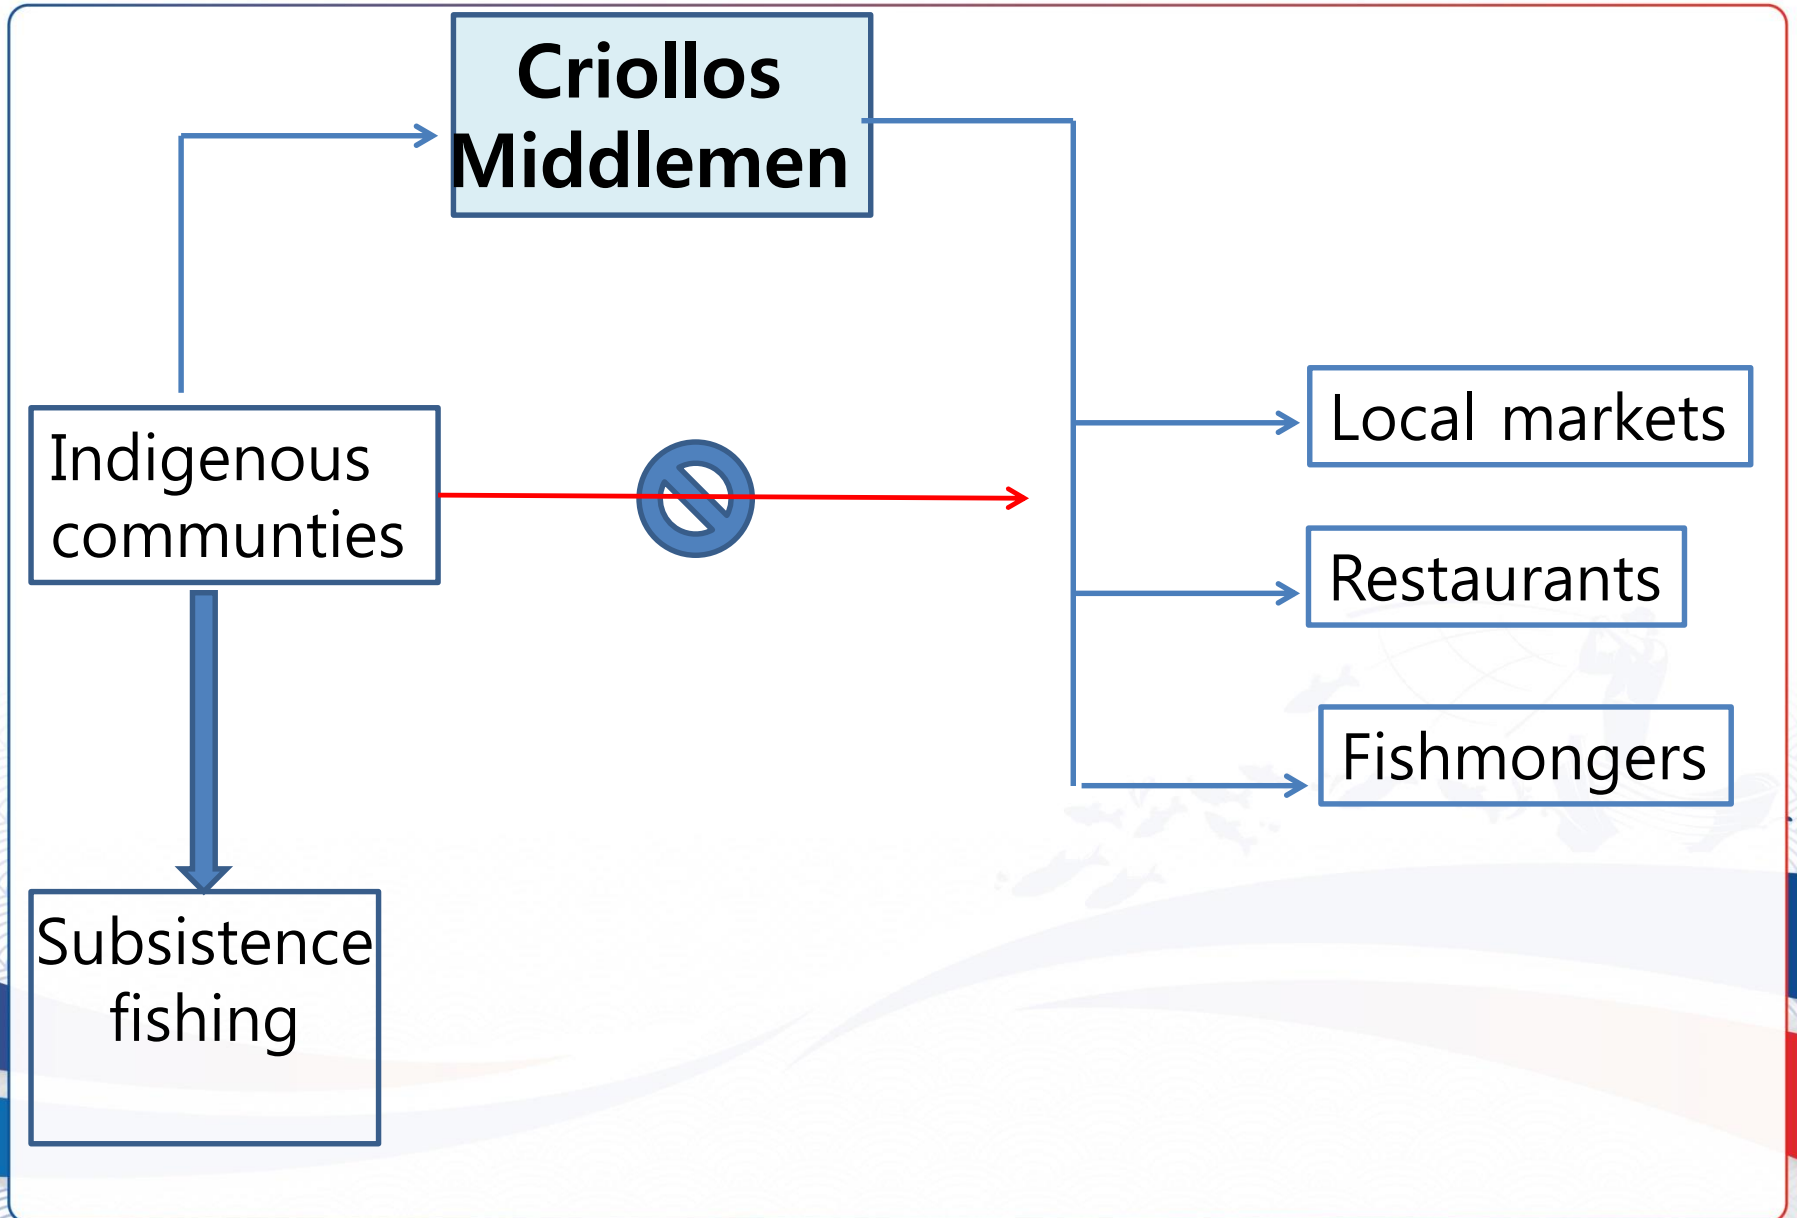 Criollos
Middlemen
Indigenous
communties
Local markets
Restaurants
Fishmongers
Subsistence
fishing